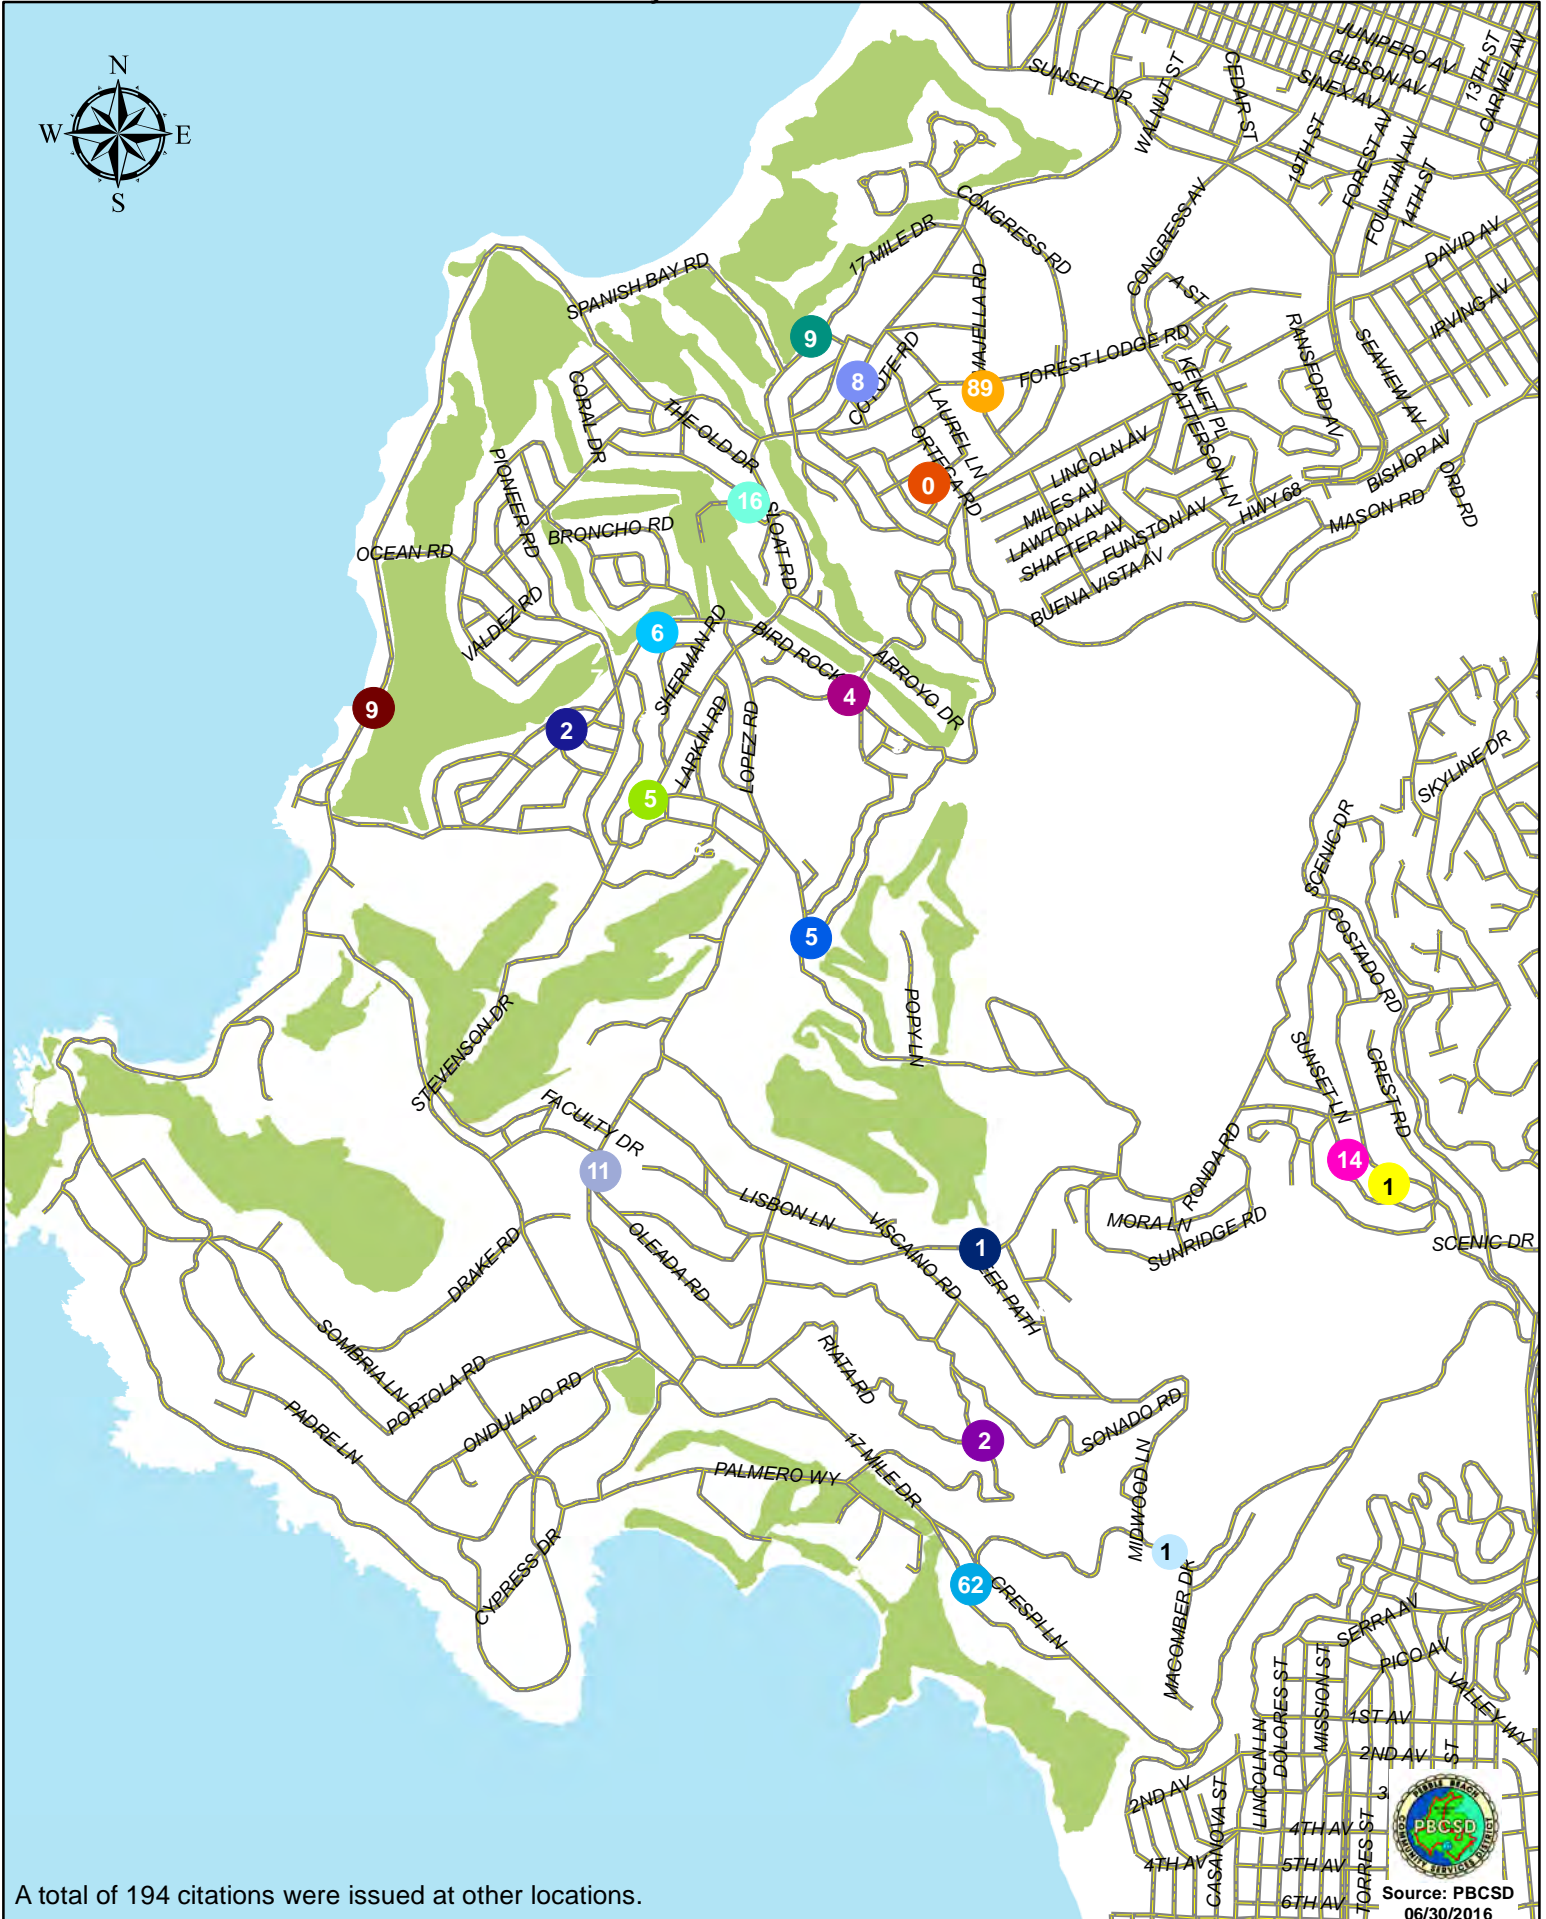 N
W E
S
JUNIPERO AV
GIBSON AV
SINEX AV
13TH ST
CARMEL AV
SUNSET DR
WALNUT ST
CEDAR ST
19TH ST
FOREST AV
FOUNTAIN AV
14TH ST
DAVID AV
IRVING AV
CONGRESS RD
CONGRESS AV
17 MILE DR
SPANISH BAY RD
A ST
MAJELLA RD
FOREST LODGE RD
RANSFORD AV
SEAVIEW AV
KENET PL
PATTERSON LN
9
8
COYOTE RD
89
LAUREL LN
ORTEGA RD
0
CORAL DR
THE OLD DR
LINCOLN AV
MILES AV
LAWTON AV
SHAFTER AV
FUNSTON AV
BUENA VISTA AV
HWY 68
BISHOP AV
MASON RD
ORD RD
PIONER RD
16
SLOAT RD
BRONCHO RD
OCEAN RD
VALDEZ RD
6
SHERMAN RD
BIRD ROCK
ARROYO DR
4
9
2
LARKIN RD
LOPEZ RD
5
SKYLINE DR
SCENIC DR
5
COSTADO RD
POPY LN
STEVENSON DR
SUNSET LN
CREST RD
FACULTY DR
11
RONDA RD
14
1
LISBON LN
VISCAINO RD
MORA LN
SUNRIDGE RD
SCENIC DR
1
OLEADA RD
DRAKE RD
SOMBRIA LN
PORTOLA RD
RIATA RD
ONDULADO RD
PADRE LN
SONADO RD
2
17 MILE DR
PALMERO WY
MIDWOOD LN
1
CYPRESS DR
62
CRESPI LN
MACOMBER DR
SERRA AV
PICO AV
VALLEY WY
MISSION ST
DOLORES ST
LINCOLN LN
1ST AV
2ND AV
ST
2ND AV
CASANOVA ST
3
4TH AV
TORRES ST
4TH AV
5TH AV
6TH AV
PEBBLE BEACH
PBCSD
COMMUNITY SERVICES DISTRICT
Source: PBCSD
06/30/2016
A total of 194 citations were issued at other locations.